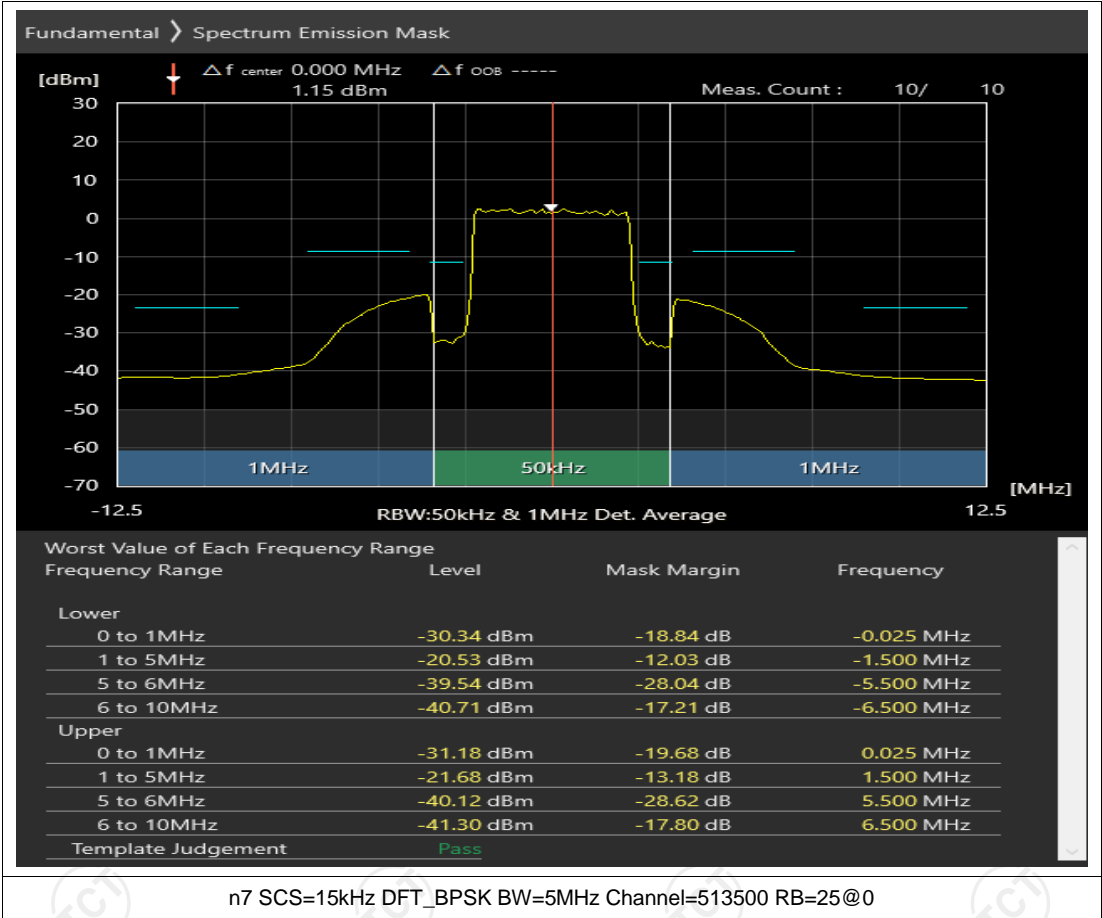 Fundamental 〉 Spectrum Emission Mask
[dBm] △f center 0.000 MHz △f OOB -----
1.15 dBm Meas. Count : 10/ 10
30
20
10
0
-10
-20
-30
-40
-50
-60
1MHz 50kHz 1MHz
-70
[MHz]
-12.5 RBW:50kHz & 1MHz Det. Average 12.5
Worst Value of Each Frequency Range
Frequency Range Level Mask Margin Frequency
Lower
0 to 1MHz -30.34 dBm -18.84 dB -0.025 MHz
1 to 5MHz -20.53 dBm -12.03 dB -1.500 MHz
5 to 6MHz -39.54 dBm -28.04 dB -5.500 MHz
6 to 10MHz -40.71 dBm -17.21 dB -6.500 MHz
Upper
0 to 1MHz -31.18 dBm -19.68 dB 0.025 MHz
1 to 5MHz -21.68 dBm -13.18 dB 1.500 MHz
5 to 6MHz -40.12 dBm -28.62 dB 5.500 MHz
6 to 10MHz -41.30 dBm -17.80 dB 6.500 MHz
Template Judgement Pass
n7 SCS=15kHz DFT_BPSK BW=5MHz Channel=513500 RB=25@0
TCT TCT TCT TCT TCT